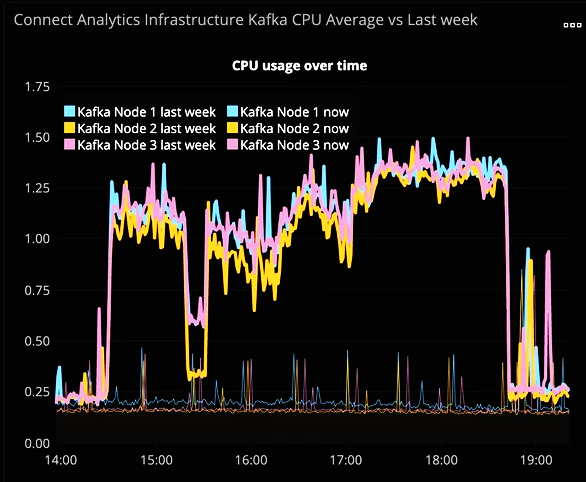 Connect Analytics Infrastructure Kafka CPU Average vs Last week
CPU usage over time
1.75
Kafka Node 1 last week Kafka Node 1 now
1.50
Kafka Node 2 last week Kafka Node 2 now
Kafka Node 3 last week Kafka Node 3 now
1.25
1.00
0.75
0.50
0.25
0.00
14:00 15:00 16:00 17:00 18:00 19:00